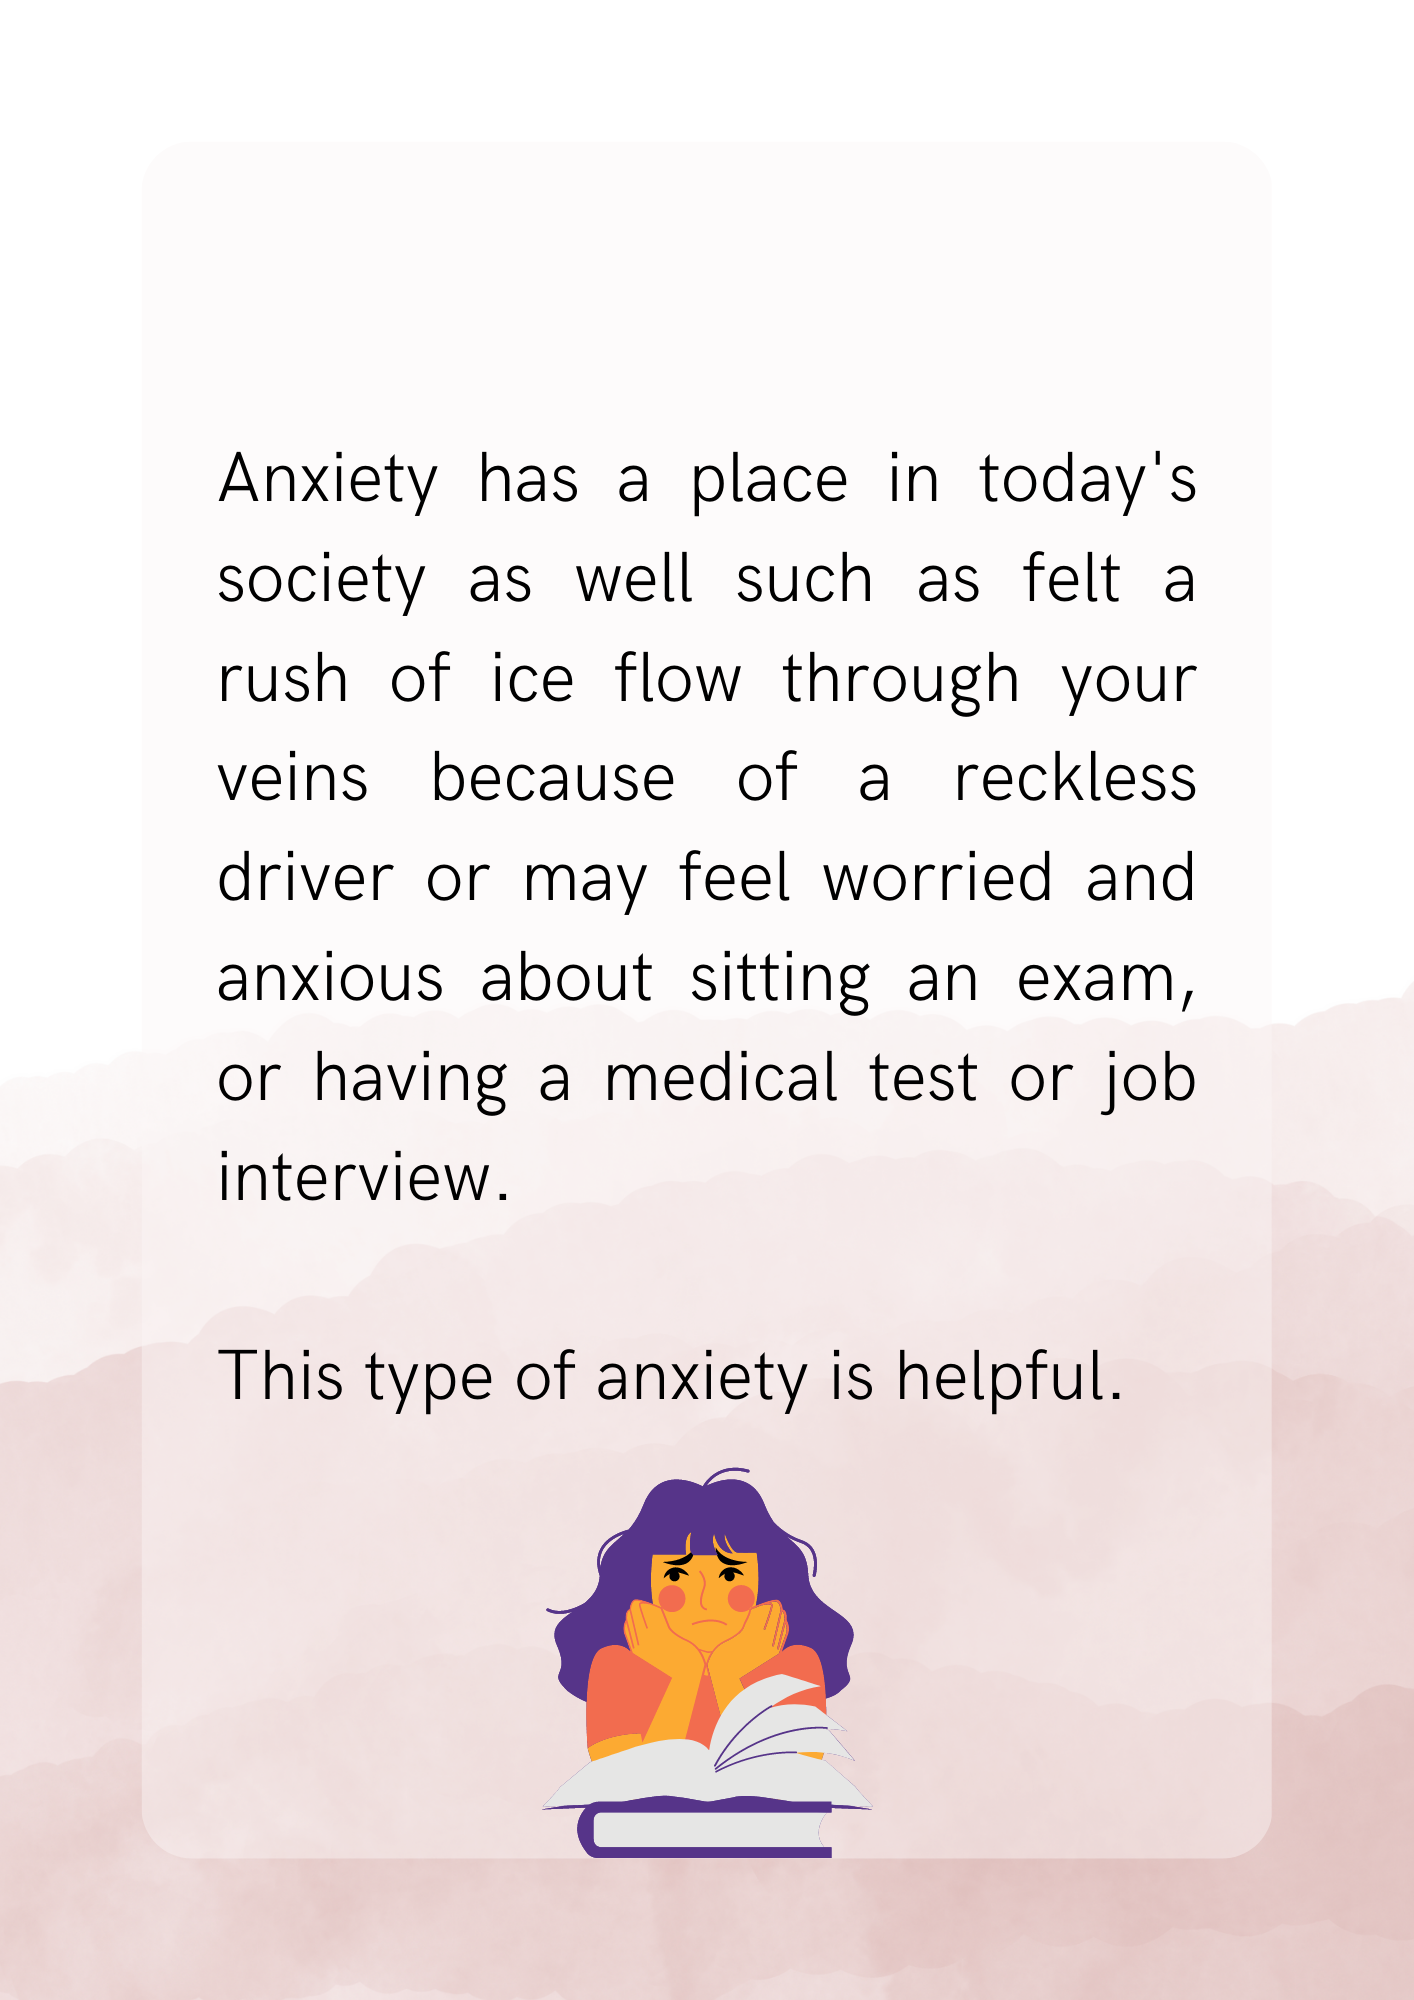 Anxiety has a place in today's
society as well such as felt a
rush of ice flow through your
veins because of a reckless
driver or may feel worried and
anxious about sitting an exam,
or having a medical test or job
interview.
This type of anxiety is helpful.